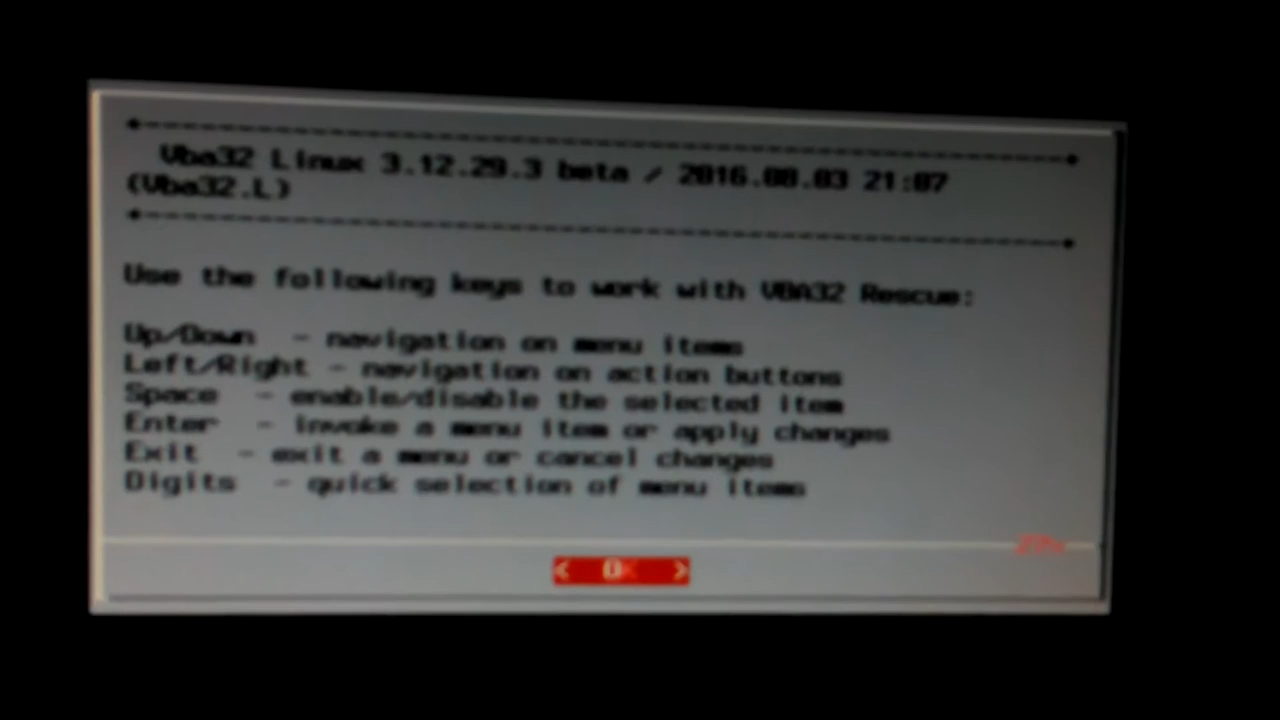 Vba32 Linux 3.12.29.3 beta / 2016.08.03 21:07
(Vba32.L)
Use the following keys to work with VBA32 Rescue:
Up/Down - navigation on menu items
Left/Right - navigation on action buttons
Space - enable/disable the selected item
Enter - invoke a menu item or apply changes
Exit - exit a menu or cancel changes
Digits - quick selection of menu items
< OK >